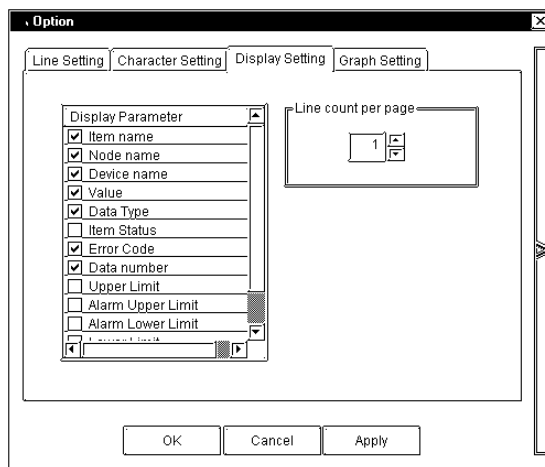 Option
Line Setting Character Setting Display Setting Graph Setting
Display Parameter
Item name
Node name
Device name
Value
Data Type
Item Status
Error Code
Data number
Upper Limit
Alarm Upper Limit
Alarm Lower Limit
Lower Limit
Line count per page
1
OK Cancel Apply